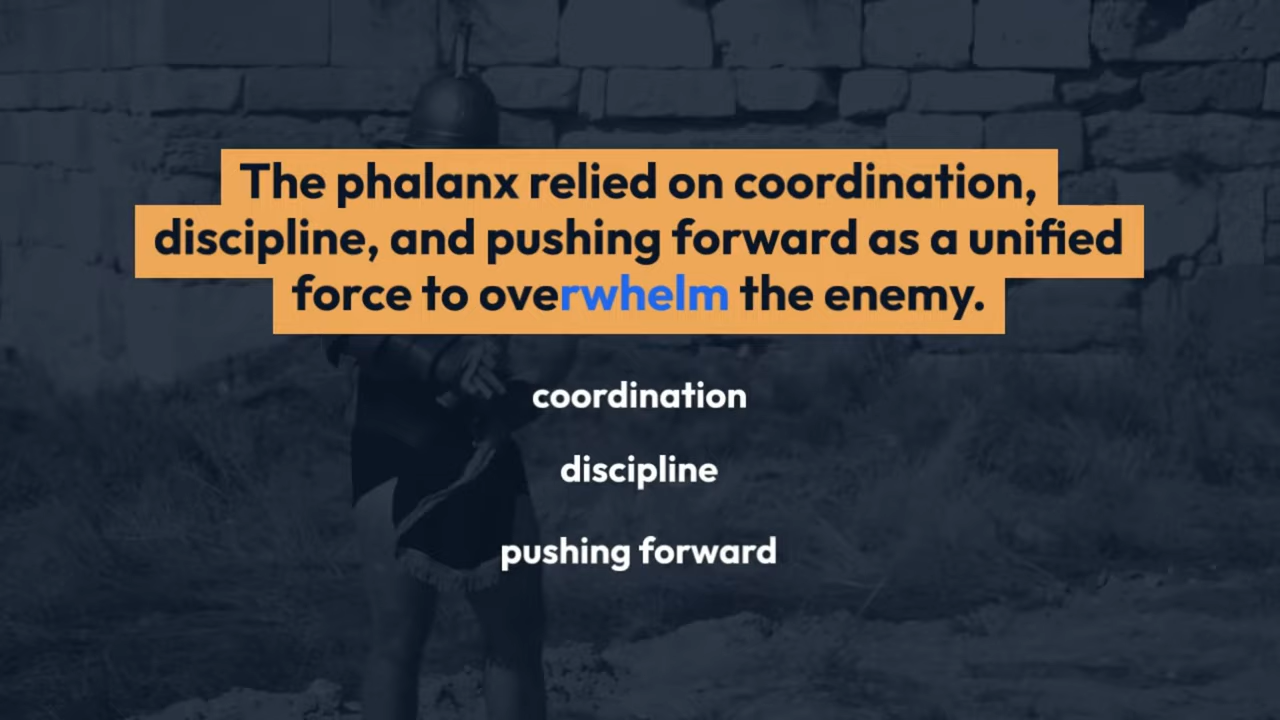 The phalanx relied on coordination,
discipline, and pushing forward as a unified
force to overwhelm the enemy.
coordination
discipline
pushing forward